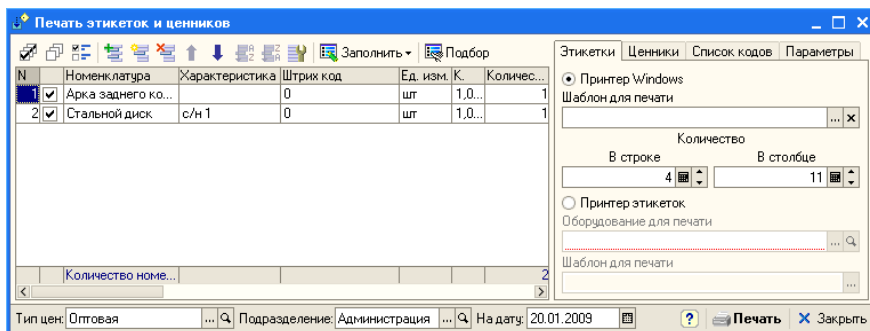 Печать этикеток и ценников
Заполнить Подбор
N Номенклатура Характеристика Штрих код Ед. изм. К. Количес...
1 Арка заднего ко... 0 шт 1,0... 1
2 Стальной диск с/н 1 0 шт 1,0... 1
Количество номе... 2
Этикетки Ценники Список кодов Параметры
Принтер Windows
Шаблон для печати
... x
Количество
В строке В столбце
4 11
Принтер этикеток
Оборудование для печати
...
Шаблон для печати
...
Тип цен: Оптовая ... Подразделение: Администрация ... На дату: 20.01.2009 ? Печать X Закрыть